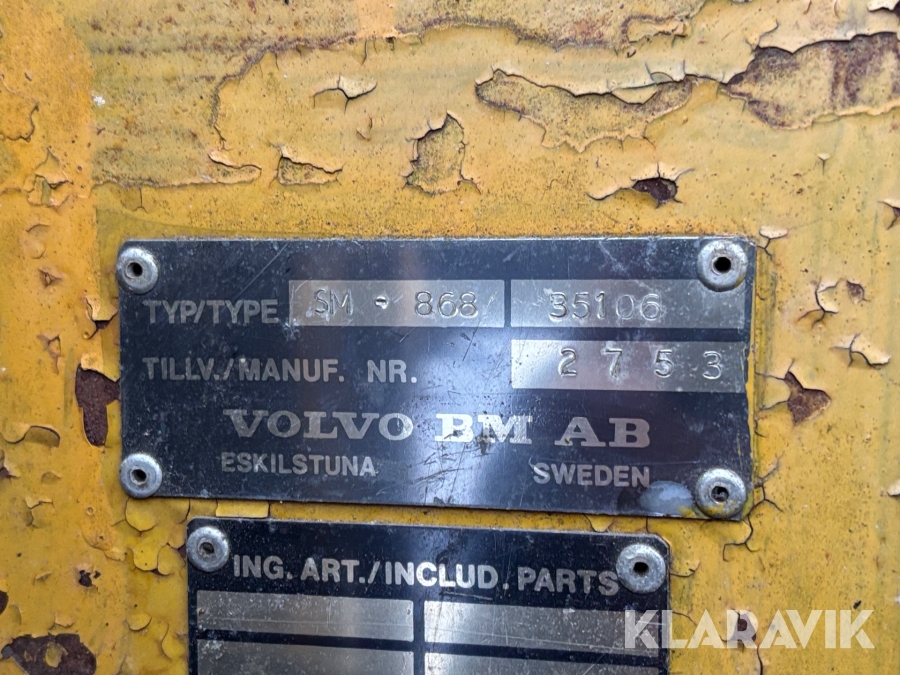 TYP/TYPE SM - 868 35106
TILLV./MANUF. NR. 2753
VOLVO BM AB
ESKILSTUNA SWEDEN
ING. ART./INCLUD. PARTS
KLARAVIK